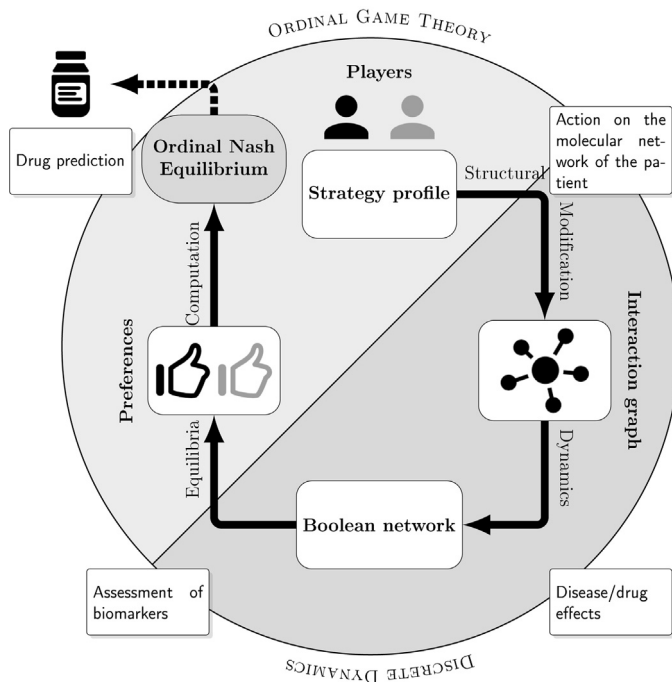 ORDINAL GAME THEORY
Players
Drug prediction
Ordinal Nash
Equilibrium
Action on the
molecular net-
work of the pa-
tient
Strategy profile
Structural
Modification
Computation
Preferences
Interaction graph
Equilibria
Dynamics
Boolean network
Assessment of
biomarkers
Disease/drug
effects
DISCRETE DYNAMICS